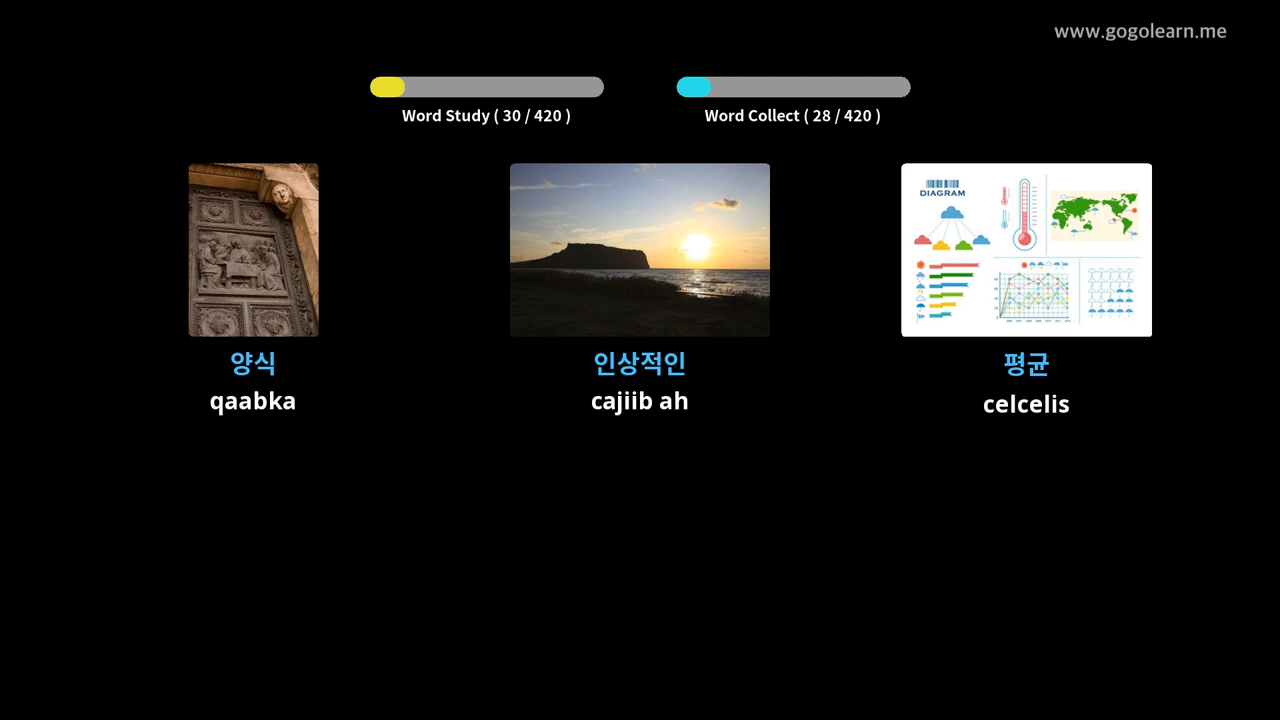 www.gogolearn.me
Word Study ( 30 / 420 )
Word Collect ( 28 / 420 )
DIAGRAM
양식
인상적인
평균
qaabka
cajiib ah
celcelis